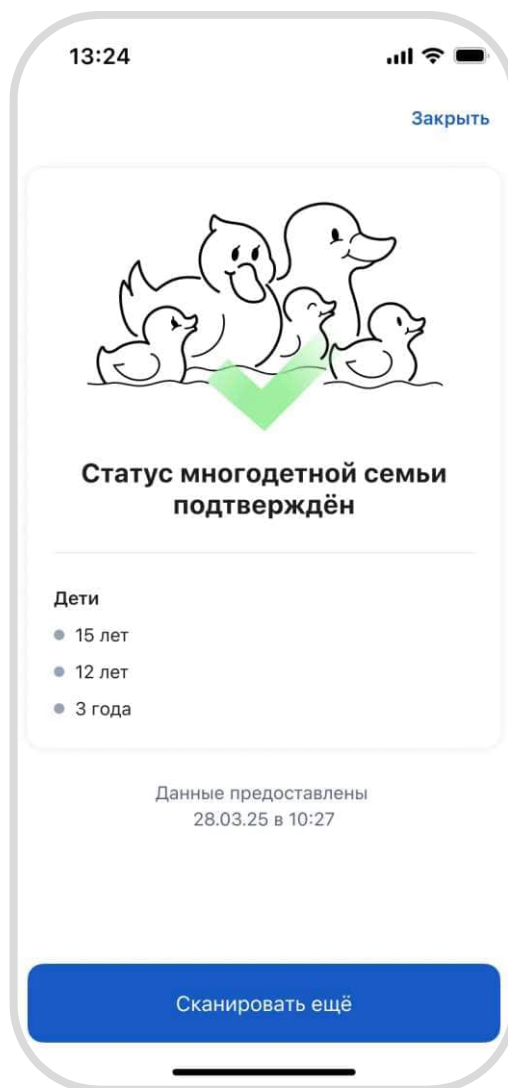 13:24
Закрыть
Статус многодетной семьи
подтверждён
Дети
15 лет
12 лет
3 года
Данные предоставлены
28.03.25 в 10:27
Сканировать ещё